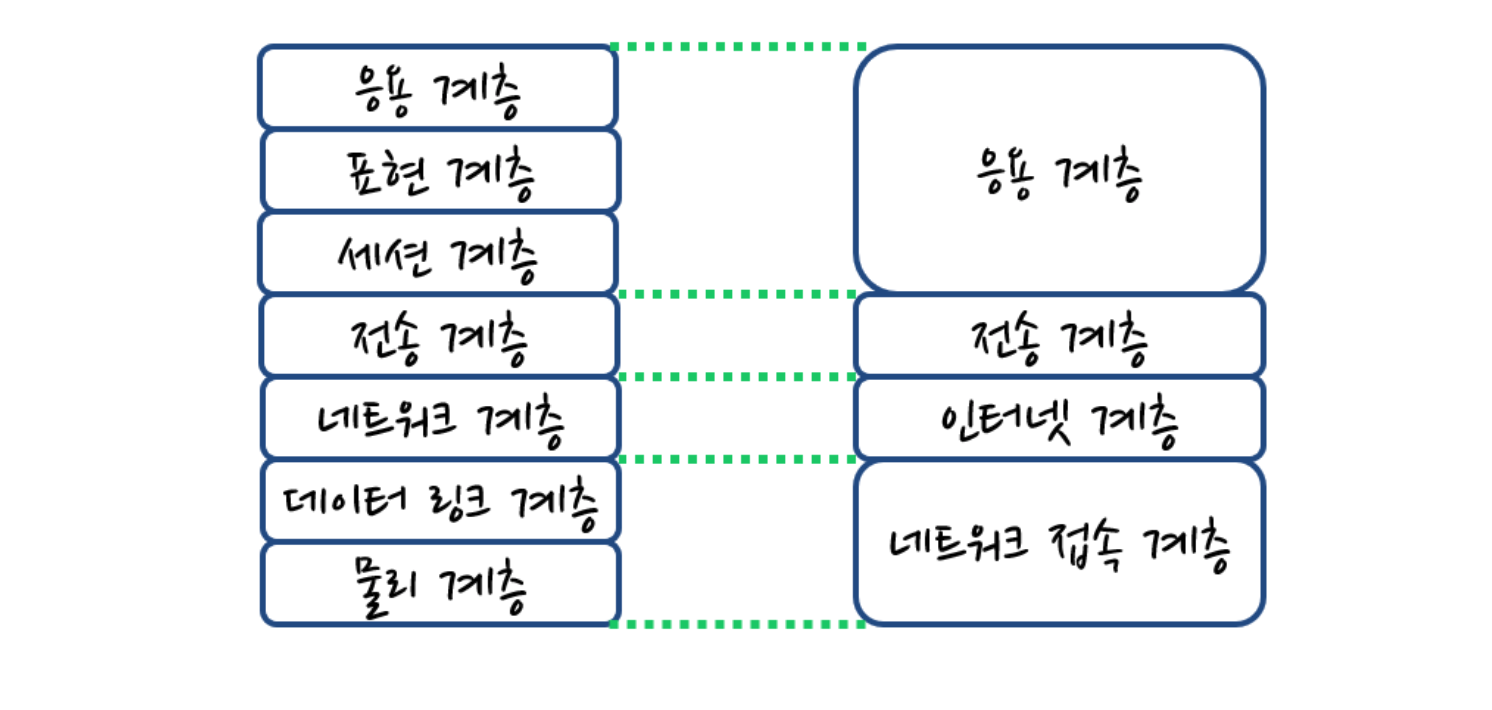 응용 계층
표현 계층
세션 계층
전송 계층
네트워크 계층
데이터 링크 계층
물리 계층
응용 계층
전송 계층
인터넷 계층
네트워크 접속 계층